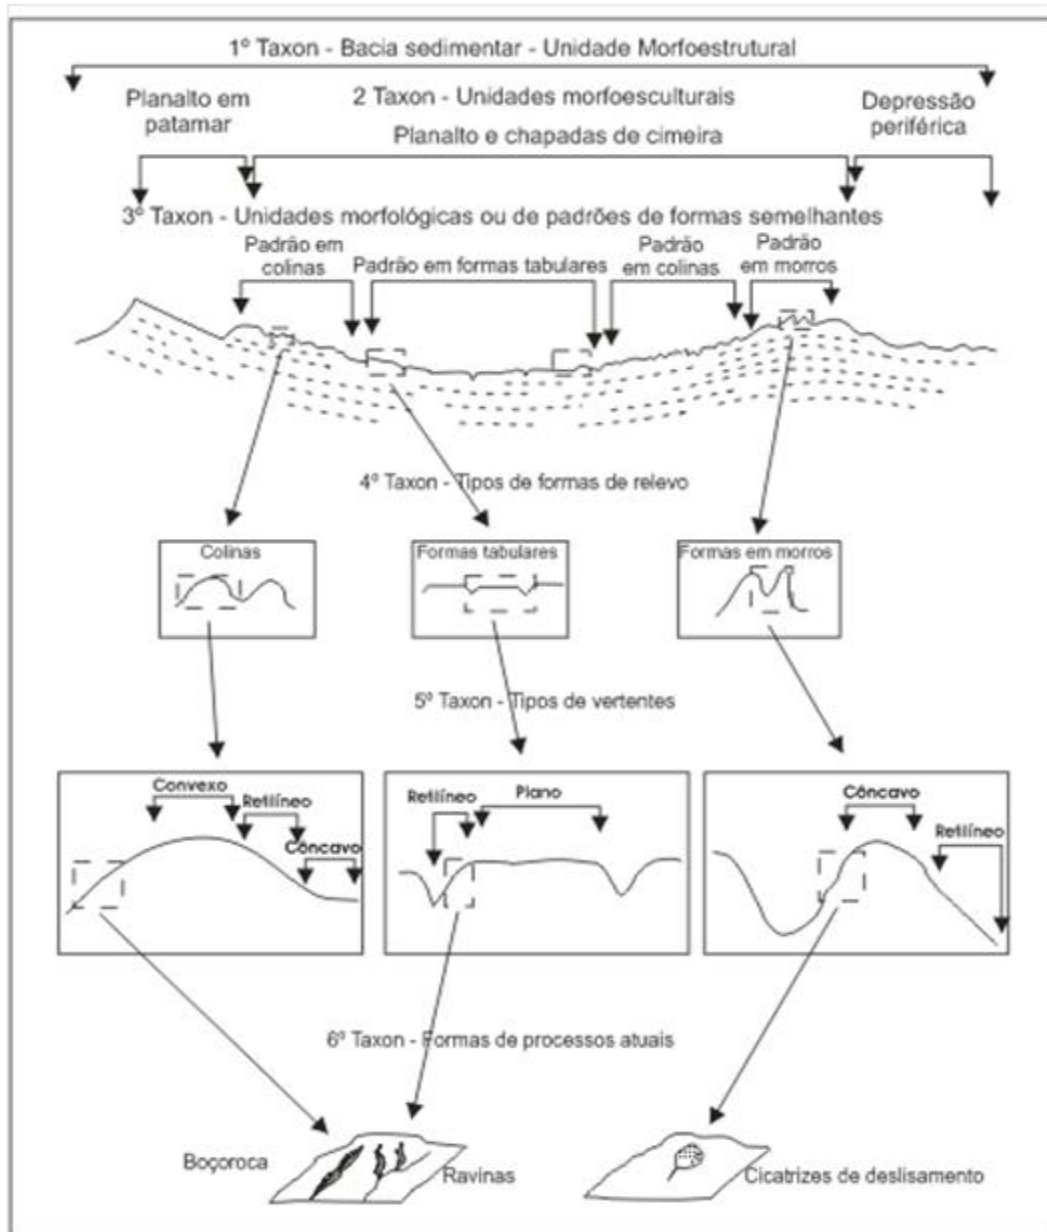 1º Taxon - Bacia sedimentar - Unidade Morfoestrutural
Planalto em
patamar
2 Taxon - Unidades morfoesculturais
Depressão
periférica
Planalto e chapadas de cimeira
3º Taxon - Unidades morfológicas ou de padrões de formas semelhantes
Padrão em
colinas
Padrão em formas tabulares
Padrão
em colinas
Padrão
em morros
4º Taxon - Tipos de formas de relevo
Colinas
Formas tabulares
Formas em morros
5º Taxon - Tipos de vertentes
Convexo
Retilíneo
Côncavo
Retilíneo
Plano
Côncavo
Retilíneo
6º Taxon - Formas de processos atuais
Boçoroca
Ravinas
Cicatrizes de deslisamento